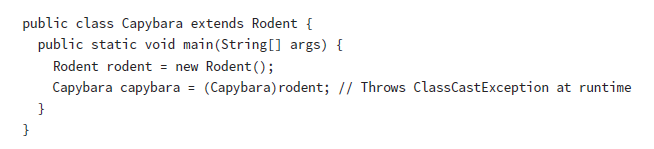 public class Capybara extends Rodent {
  public static void main(String[] args) {
    Rodent rodent = new Rodent();
    Capybara capybara = (Capybara)rodent; // Throws ClassCastException at runtime
  }
}